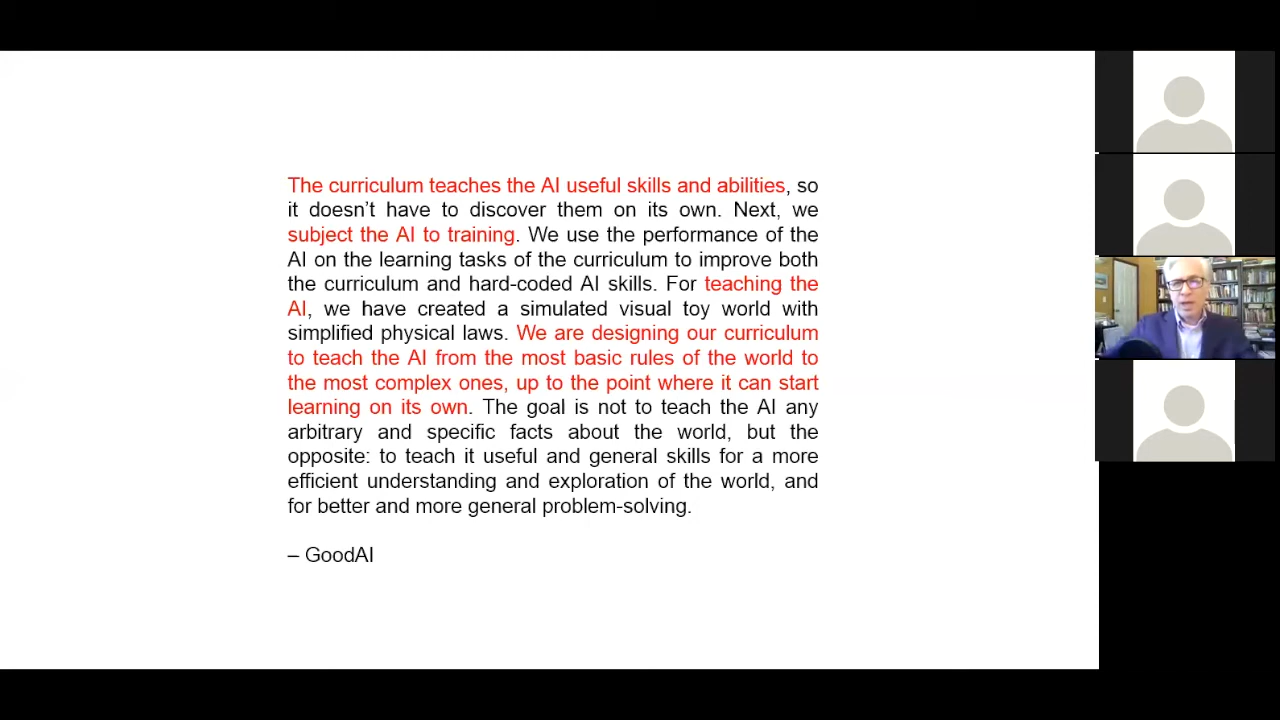 The curriculum teaches the AI useful skills and abilities, so
it doesn’t have to discover them on its own. Next, we
subject the AI to training. We use the performance of the
AI on the learning tasks of the curriculum to improve both
the curriculum and hard-coded AI skills. For teaching the
AI, we have created a simulated visual toy world with
simplified physical laws. We are designing our curriculum
to teach the AI from the most basic rules of the world to
the most complex ones, up to the point where it can start
learning on its own. The goal is not to teach the AI any
arbitrary and specific facts about the world, but the
opposite: to teach it useful and general skills for a more
efficient understanding and exploration of the world, and
for better and more general problem-solving.
– GoodAI